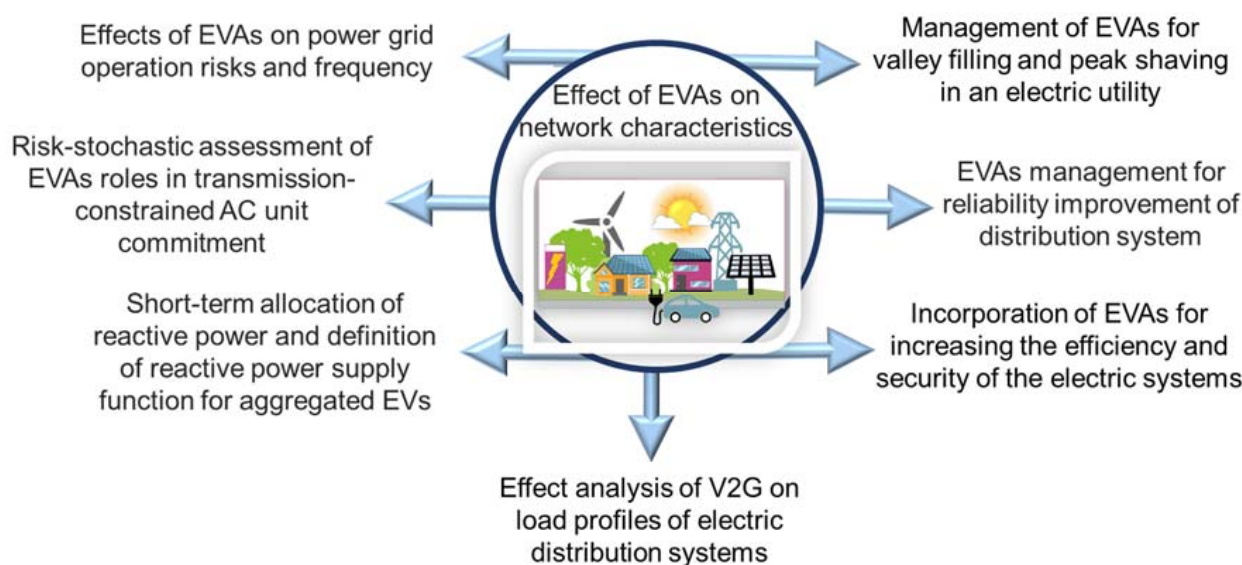 Effects of EVAs on power grid
operation risks and frequency
Risk-stochastic assessment of
EVAs roles in transmission-
constrained AC unit
commitment
Short-term allocation of
reactive power and definition
of reactive power supply
function for aggregated EVs
Effect of EVAs on
network characteristics
Effect analysis of V2G on
load profiles of electric
distribution systems
Management of EVAs for
valley filling and peak shaving
in an electric utility
EVAs management for
reliability improvement of
distribution system
Incorporation of EVAs for
increasing the efficiency and
security of the electric systems